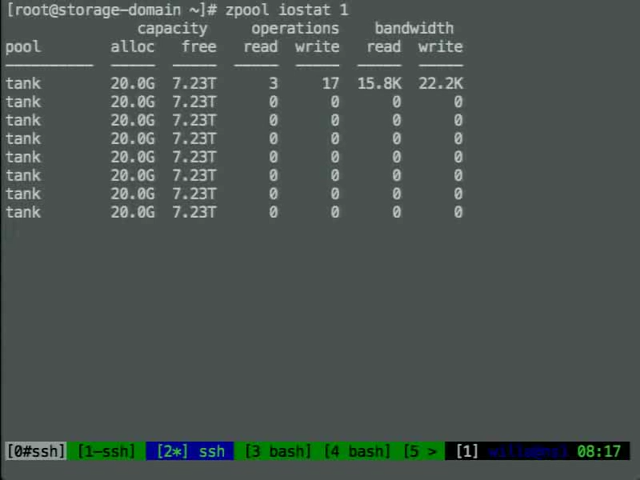 [root@storage-domain ~]# zpool iostat 1
capacity operations bandwidth
pool alloc free read write read write
tank 20.0G 7.23T 3 17 15.8K 22.2K
tank 20.0G 7.23T 0 0 0 0
tank 20.0G 7.23T 0 0 0 0
tank 20.0G 7.23T 0 0 0 0
tank 20.0G 7.23T 0 0 0 0
tank 20.0G 7.23T 0 0 0 0
tank 20.0G 7.23T 0 0 0 0
tank 20.0G 7.23T 0 0 0 0
[0#ssh] [1-ssh] [2*] ssh [3 bash] [4 bash] [5 > [1] 08:17